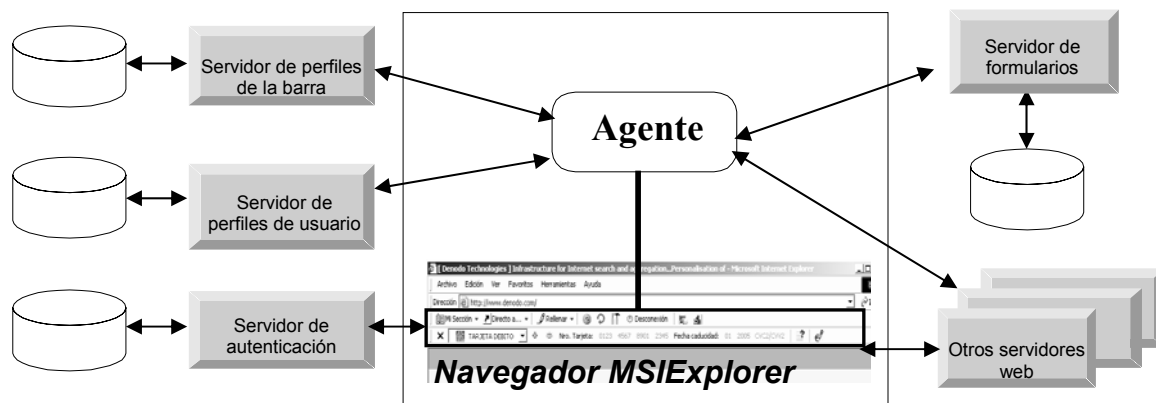 Servidor de perfiles
de la barra
Servidor de
perfiles de usuario
Servidor de
autenticación
Agente
[ Denodo Technologies ] Infrastructure for Internet search and aggregation...Personalisation of - Microsoft Internet Explorer
Archivo Edición Ver Favoritos Herramientas Ayuda
Dirección http://www.denodo.com/
Mi Sección Directo a... Rellenar Desconexión
TARJETA DEBITO Nro. Tarjeta: 0123 4567 8901 2345 Fecha caducidad: 01 2005 CVC2/CVV2
Navegador MSIExplorer
Servidor de
formularios
Otros servidores
web